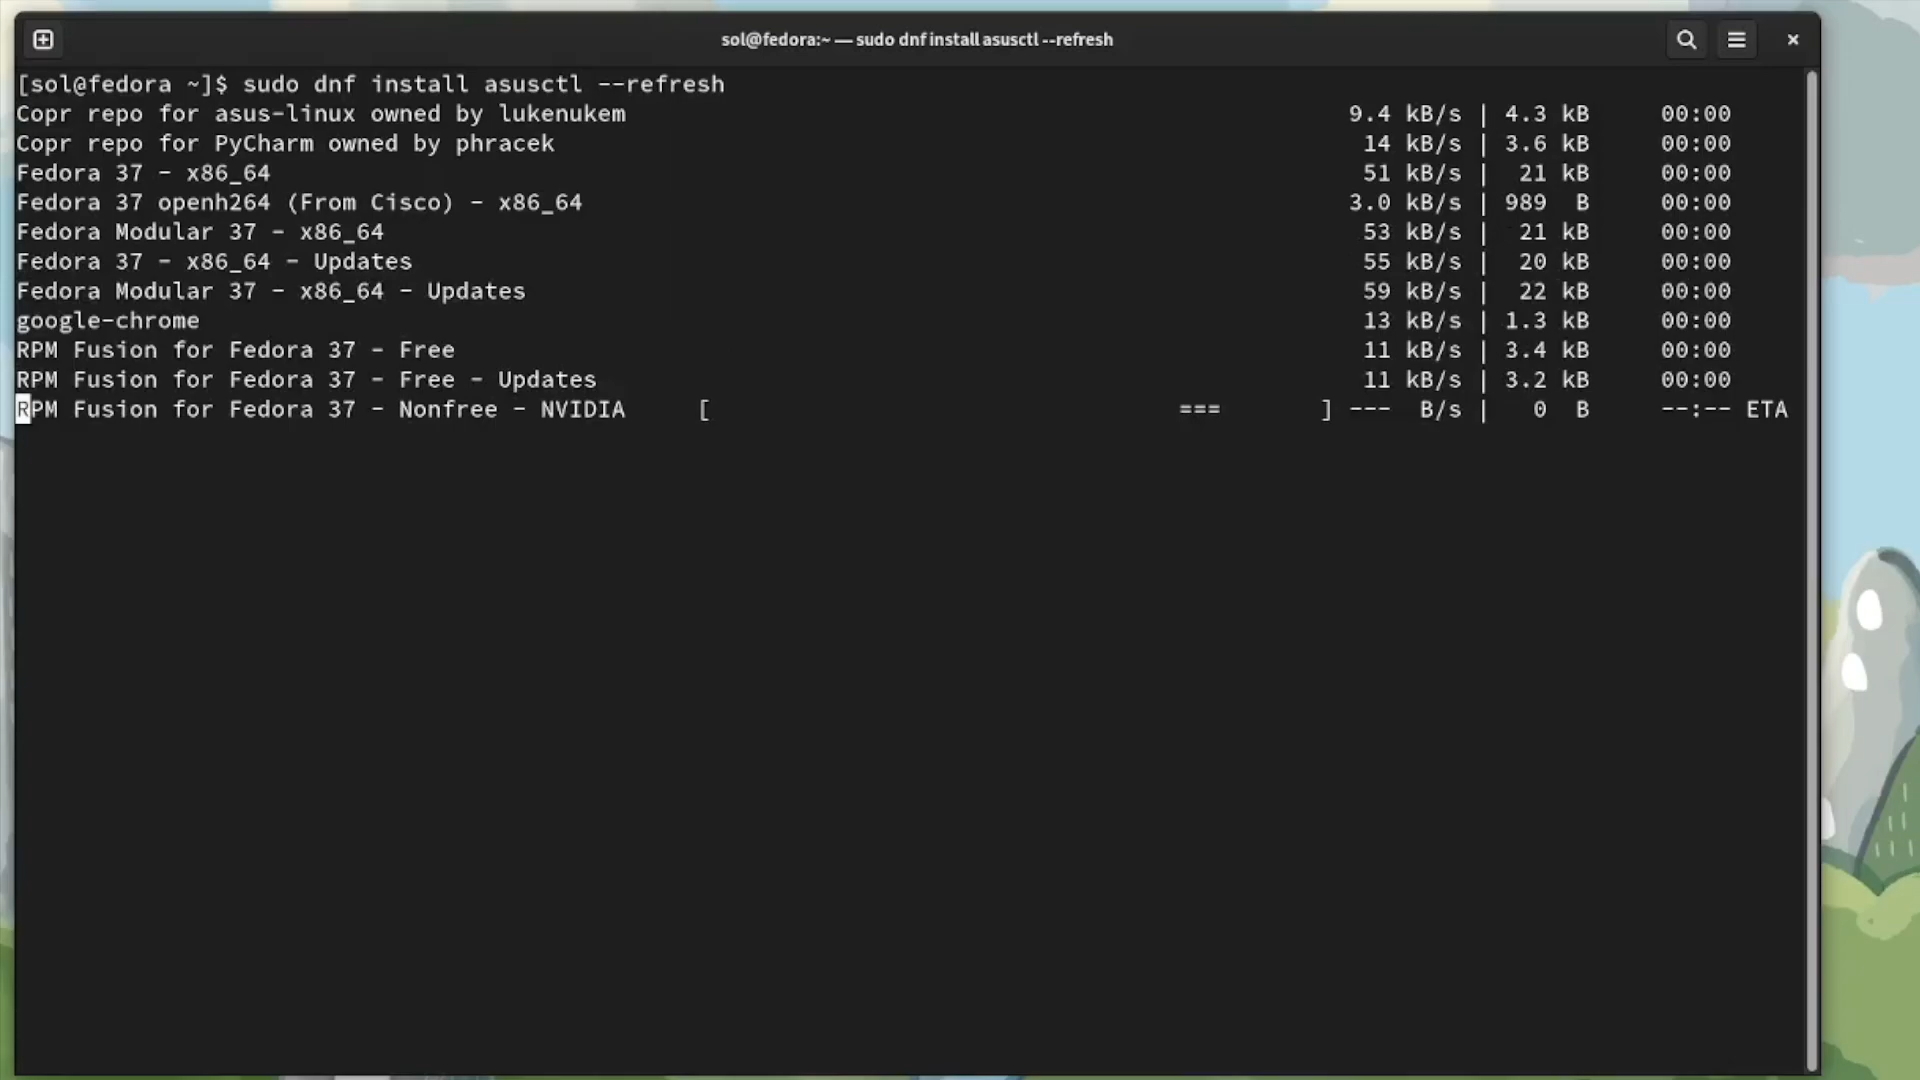 sol@fedora:~ — sudo dnf install asusctl --refresh
[sol@fedora ~]$ sudo dnf install asusctl --refresh
Copr repo for asus-linux owned by lukenukem 9.4 kB/s | 4.3 kB 00:00
Copr repo for PyCharm owned by phracek 14 kB/s | 3.6 kB 00:00
Fedora 37 - x86_64 51 kB/s | 21 kB 00:00
Fedora 37 openh264 (From Cisco) - x86_64 3.0 kB/s | 989 B 00:00
Fedora Modular 37 - x86_64 53 kB/s | 21 kB 00:00
Fedora 37 - x86_64 - Updates 55 kB/s | 20 kB 00:00
Fedora Modular 37 - x86_64 - Updates 59 kB/s | 22 kB 00:00
google-chrome 13 kB/s | 1.3 kB 00:00
RPM Fusion for Fedora 37 - Free 11 kB/s | 3.4 kB 00:00
RPM Fusion for Fedora 37 - Free - Updates 11 kB/s | 3.2 kB 00:00
RPM Fusion for Fedora 37 - Nonfree - NVIDIA [ === ] --- B/s | 0 B --:-- ETA